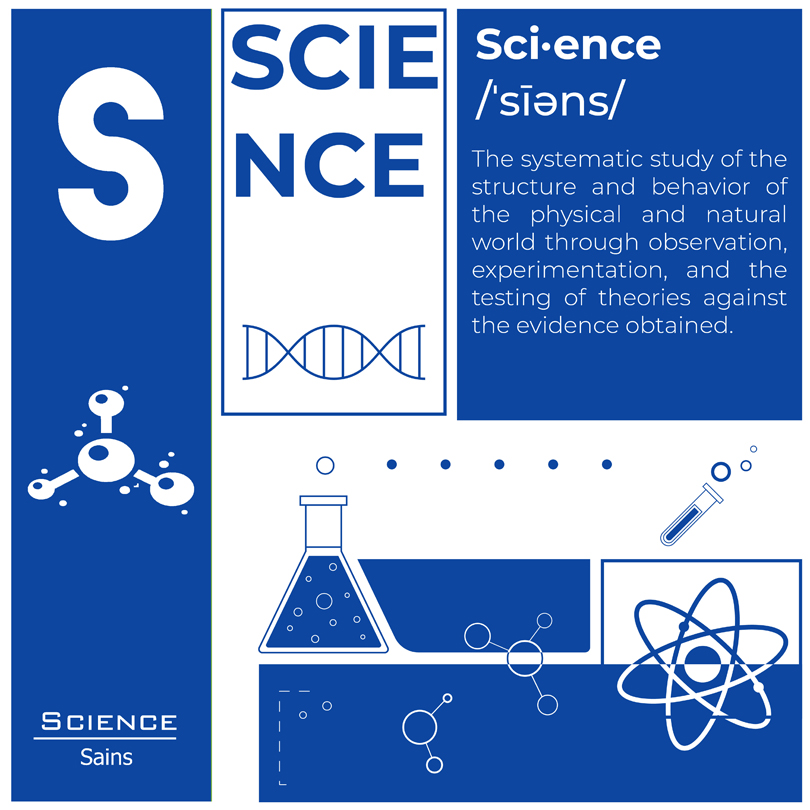 S
Science
Sains
SCIE
NCE
Sci·ence
/ˈsīəns/
The systematic study of the
structure and behavior of
the physical and natural
world through observation,
experimentation, and the
testing of theories against
the evidence obtained.